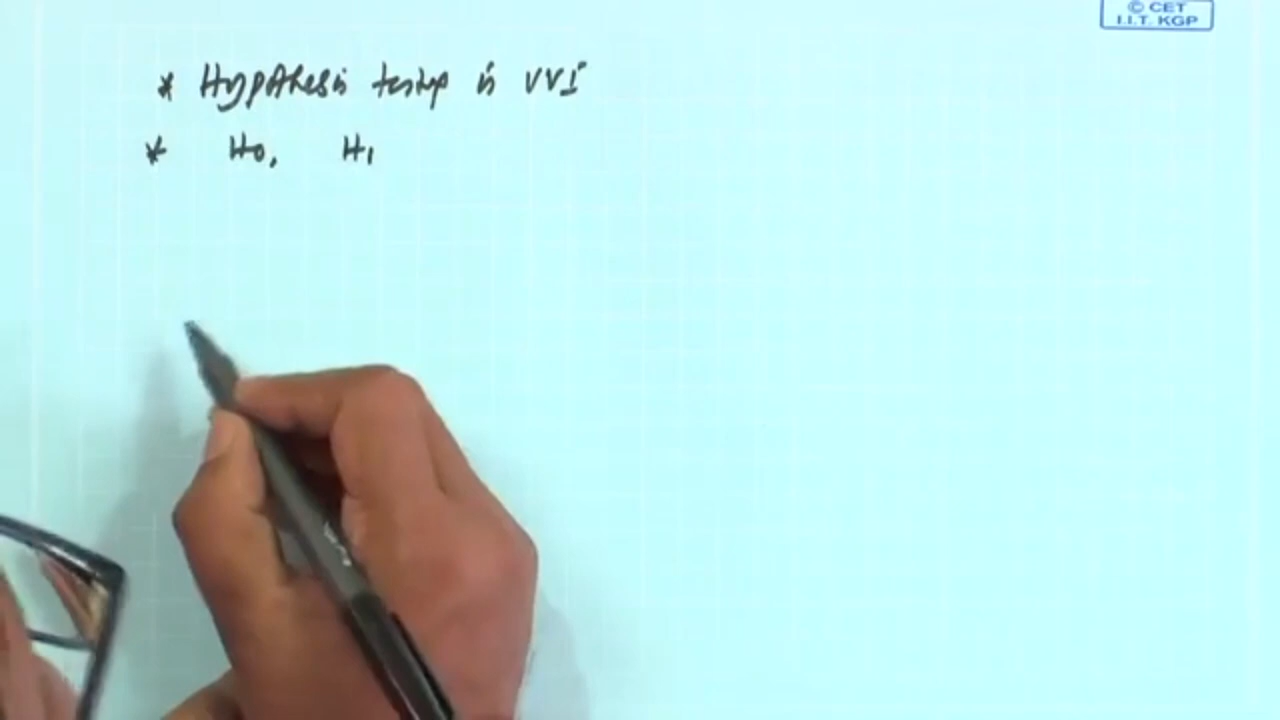 © CET
I.I.T. KGP
* Hypothesis testing is VVI
* H0, H1